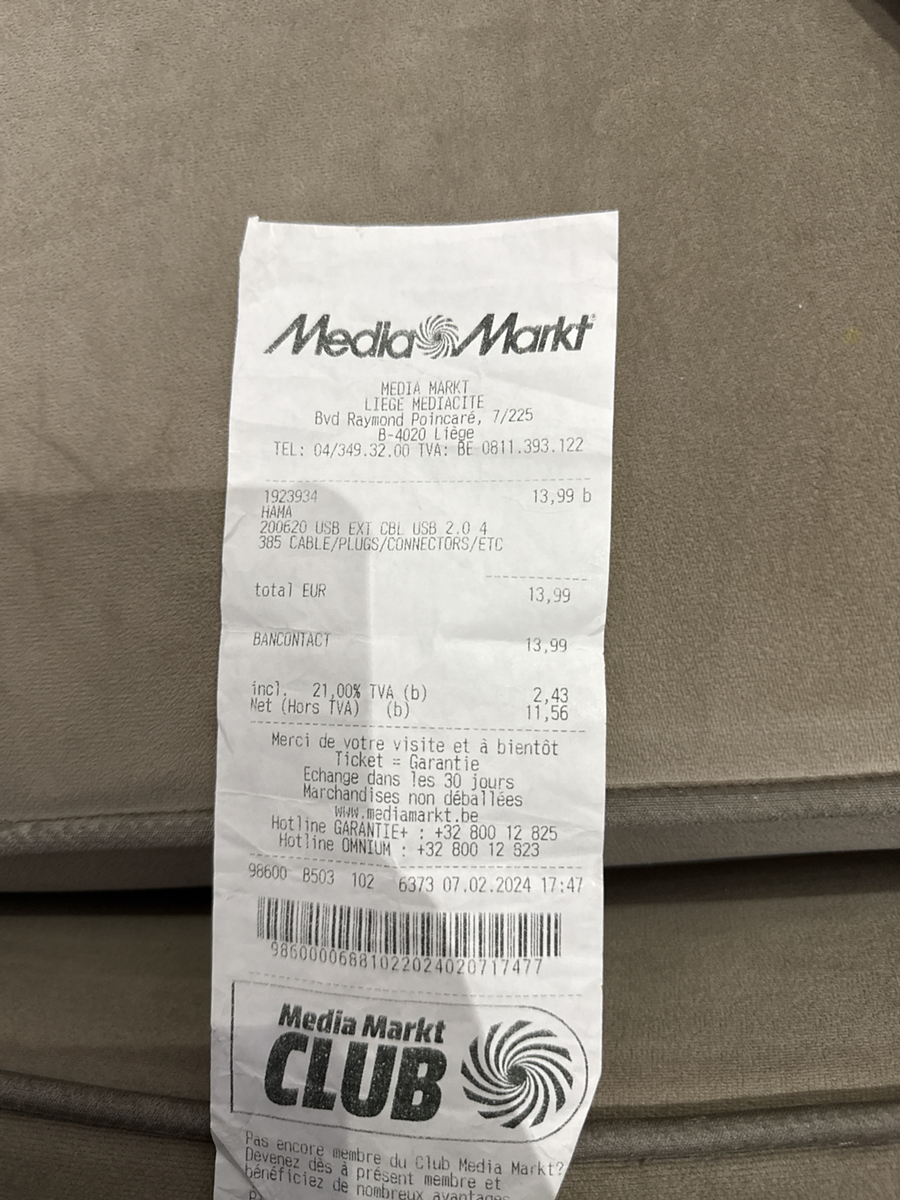 Media Markt
MEDIA MARKT
LIEGE MEDIACITE
Bvd Raymond Poincaré, 7/225
B-4020 Liège
TEL: 04/349.32.00 TVA: BE 0811.393.122
1923934 13,99 b
HAMA
200620 USB EXT CBL USB 2.0 4
385 CABLE/PLUGS/CONNECTORS/ETC
total EUR 13,99
BANCONTACT 13,99
incl. 21,00% TVA (b) 2,43
Net (Hors TVA) (b) 11,56
Merci de votre visite et à bientôt
Ticket = Garantie
Echange dans les 30 jours
Marchandises non déballées
www.mediamarkt.be
Hotline GARANTIE+ : +32 800 12 825
Hotline OMNIUM : +32 800 12 823
98600 8503 102 6373 07.02.2024 17:47
Media Markt
CLUB
Pas encore membre du Club Media Markt?
Devenez dès à présent membre et
bénéficiez de nombreux avantages